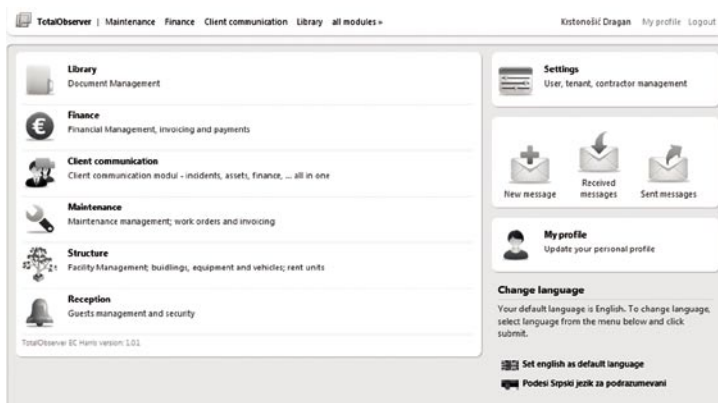 TotalObserver | Maintenance Finance Client communication Library all modules »
Krstonošić Dragan My profile Logout
Library
Document Management
Finance
Financial Management, invoicing and payments
Client communication
Client communication modul - incidents, assets, finance, ... all in one
Maintenance
Maintenance management; work orders and invoicing
Structure
Facility Management; buidlings, equipment and vehicles; rent units
Reception
Guests management and security
TotalObserver EC Harris version: 1.0.1
Settings
User, tenant, contractor management
New message
Received
messages
Sent messages
My profile
Update your personal profile
Change language
Your default language is English. To change language,
select language from the menu below and click
submit.
Set english as default language
Podesi Srpski jezik za podrazumevani